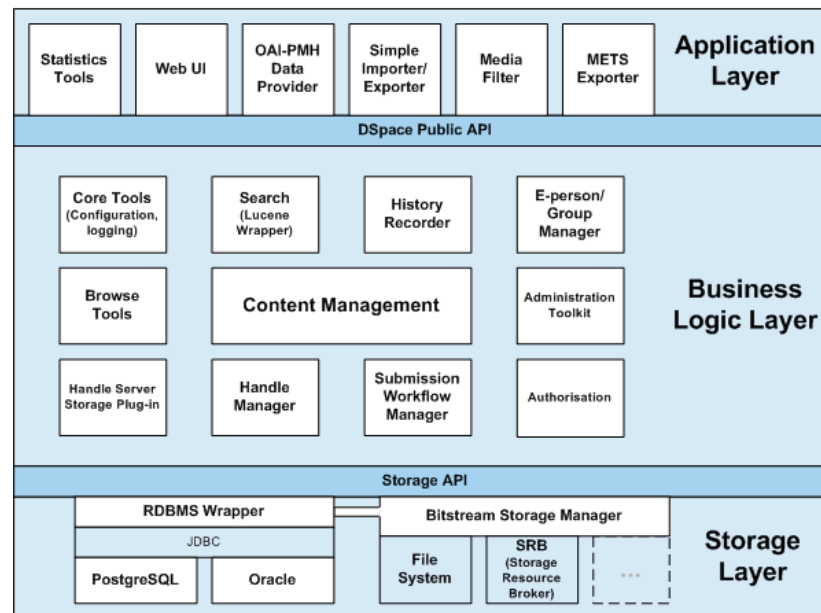 Statistics
Tools
Web UI
OAI-PMH
Data
Provider
Simple
Importer/
Exporter
Media
Filter
METS
Exporter
Application
Layer
DSpace Public API
Core Tools
(Configuration,
logging)
Search
(Lucene
Wrapper)
History
Recorder
E-person/
Group
Manager
Browse
Tools
Content Management
Administration
Toolkit
Business
Logic Layer
Handle Server
Storage Plug-in
Handle
Manager
Submission
Workflow
Manager
Authorisation
Storage API
RDBMS Wrapper
Bitstream Storage Manager
JDBC
PostgreSQL
Oracle
File
System
SRB
(Storage
Resource
Broker)
...
Storage
Layer